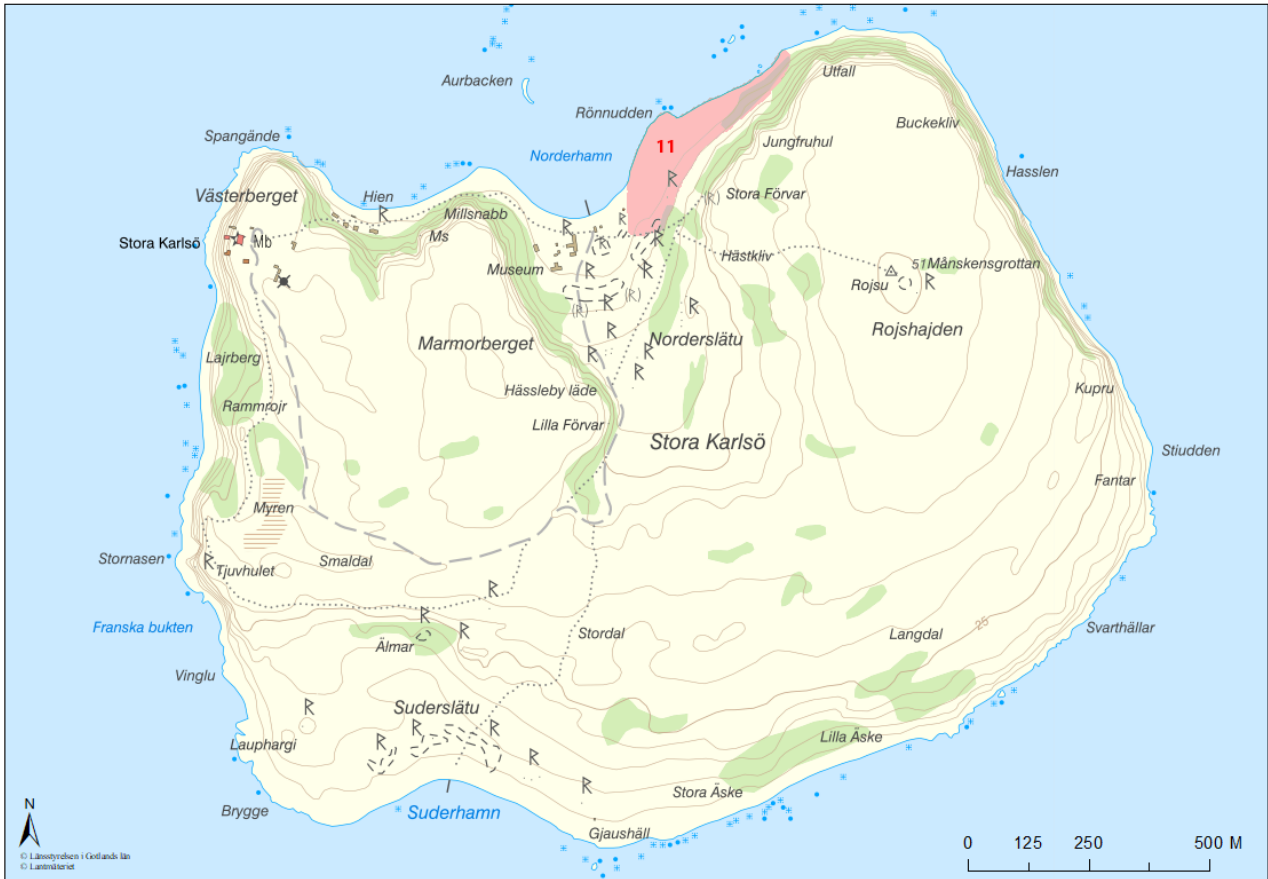 Aurbacken
Utfall
Rönnudden
Buckekliv
Spangände
11
Jungfruhul
Norderhamn
Hasslen
Västerberget
Hien
R
Stora Förvar
Millsnabb
(R)
Ms
Stora Karlsö
Mb
Hästkliv
Museum
51
Månskensgrottan
Rojsu
Norderslätu
Rojshajden
Marmorberget
Lajrberg
Hässleby läde
Kupru
Rammrojr
Lilla Förvar
Stora Karlsö
Stiudden
Fantar
Myren
Stornasen
Smaldal
Tjuvhulet
Franska bukten
Stordal
Langdal
25
Svarthällar
Älmar
Vinglu
Suderslätu
Lauphargi
Lilla Äske
Stora Äske
Brygge
Suderhamn
Gjaushäll
N
© Länsstyrelsen i Gotlands län
© Lantmäteriet
0 125 250 500 M